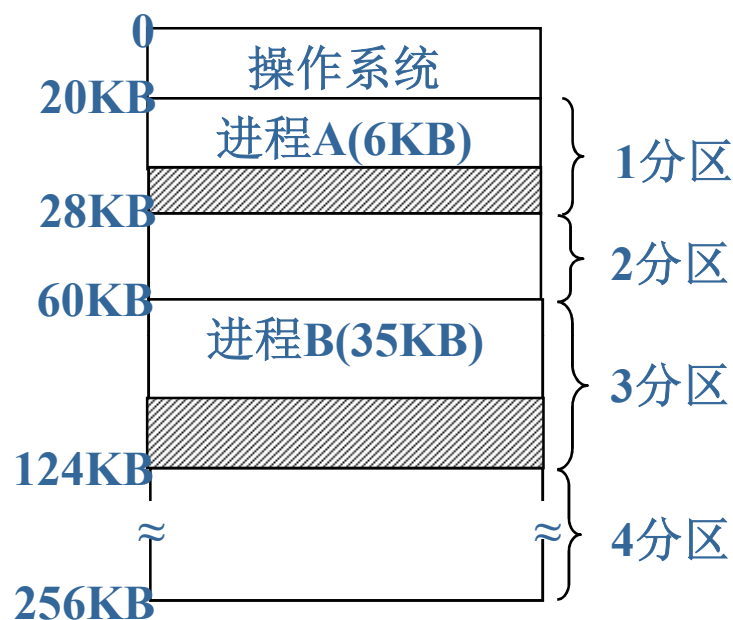 0
操作系统
20KB
进程A(6KB)
1分区
28KB
2分区
60KB
进程B(35KB)
3分区
124KB
≈ ≈
4分区
256KB